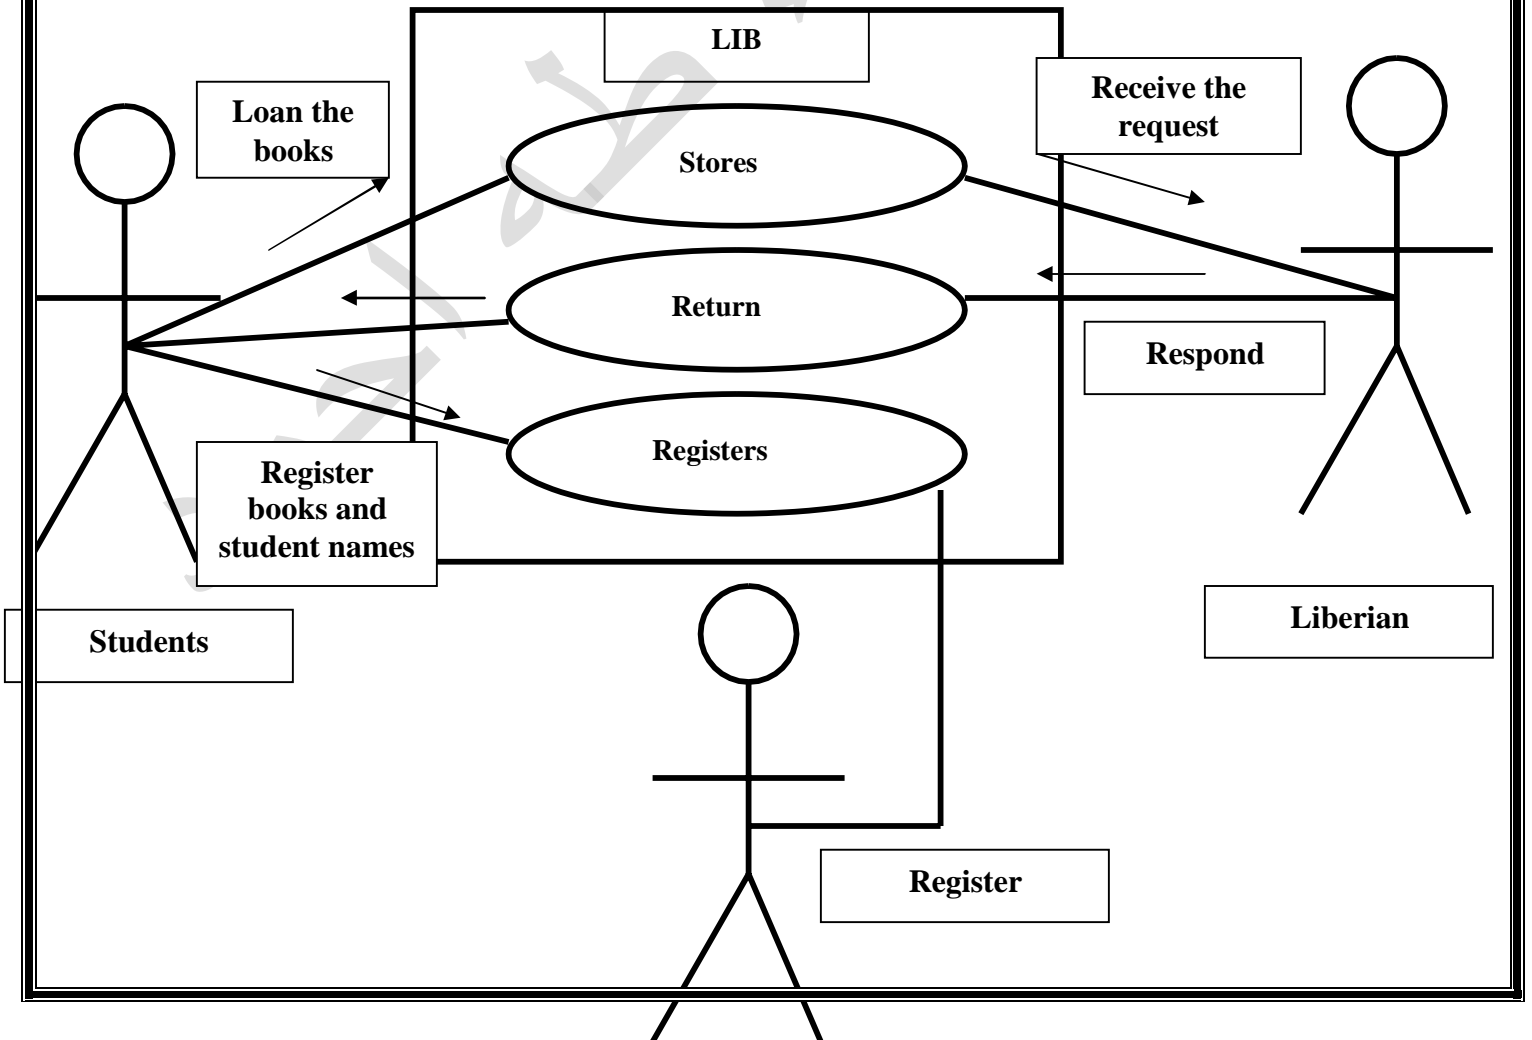 LIB
Loan the
books
Receive the
request
Stores
Return
Respond
Registers
Register
books and
student names
Students
Liberian
Register